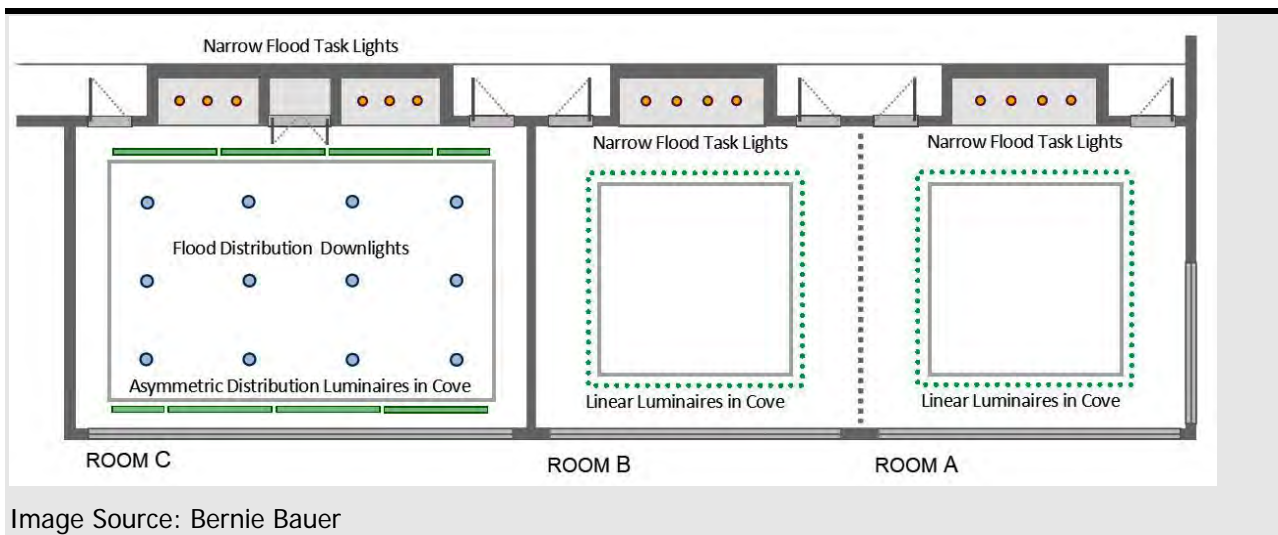 Narrow Flood Task Lights
Narrow Flood Task Lights
Narrow Flood Task Lights
Flood Distribution Downlights
Asymmetric Distribution Luminaires in Cove
Linear Luminaires in Cove
Linear Luminaires in Cove
ROOM C
ROOM B
ROOM A
Image Source: Bernie Bauer